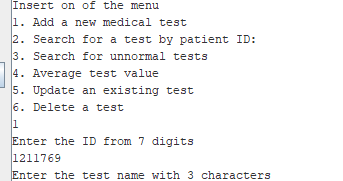 Insert on of the menu
1. Add a new medical test
2. Search for a test by patient ID:
3. Search for unnormal tests
4. Average test value
5. Update an existing test
6. Delete a test
1
Enter the ID from 7 digits
1211769
Enter the test name with 3 characters